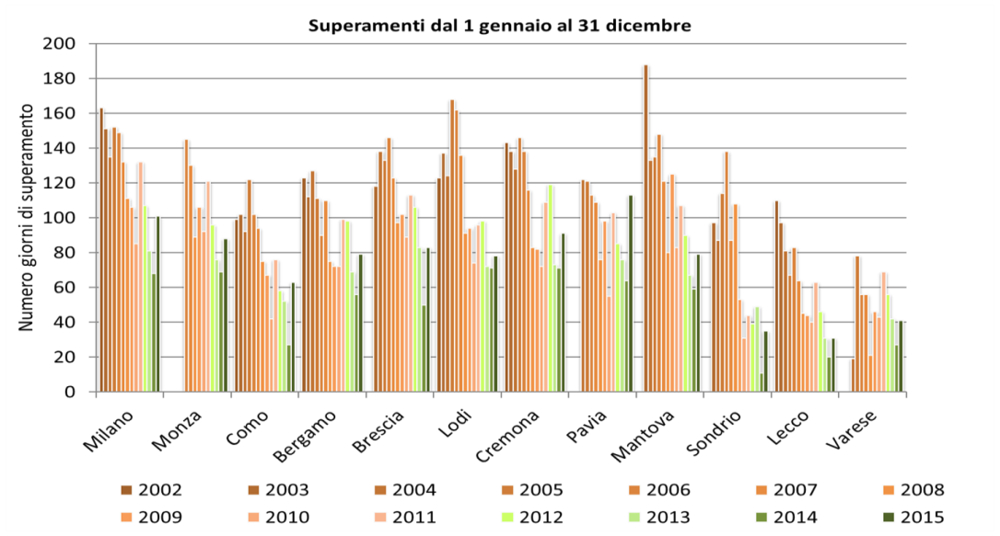 Superamenti dal 1 gennaio al 31 dicembre
Numero giorni di superamento
200
180
160
140
120
100
80
60
40
20
0
Milano
Monza
Como
Bergamo
Brescia
Lodi
Cremona
Pavia
Mantova
Sondrio
Lecco
Varese
2002 2003 2004 2005 2006 2007 2008
2009 2010 2011 2012 2013 2014 2015